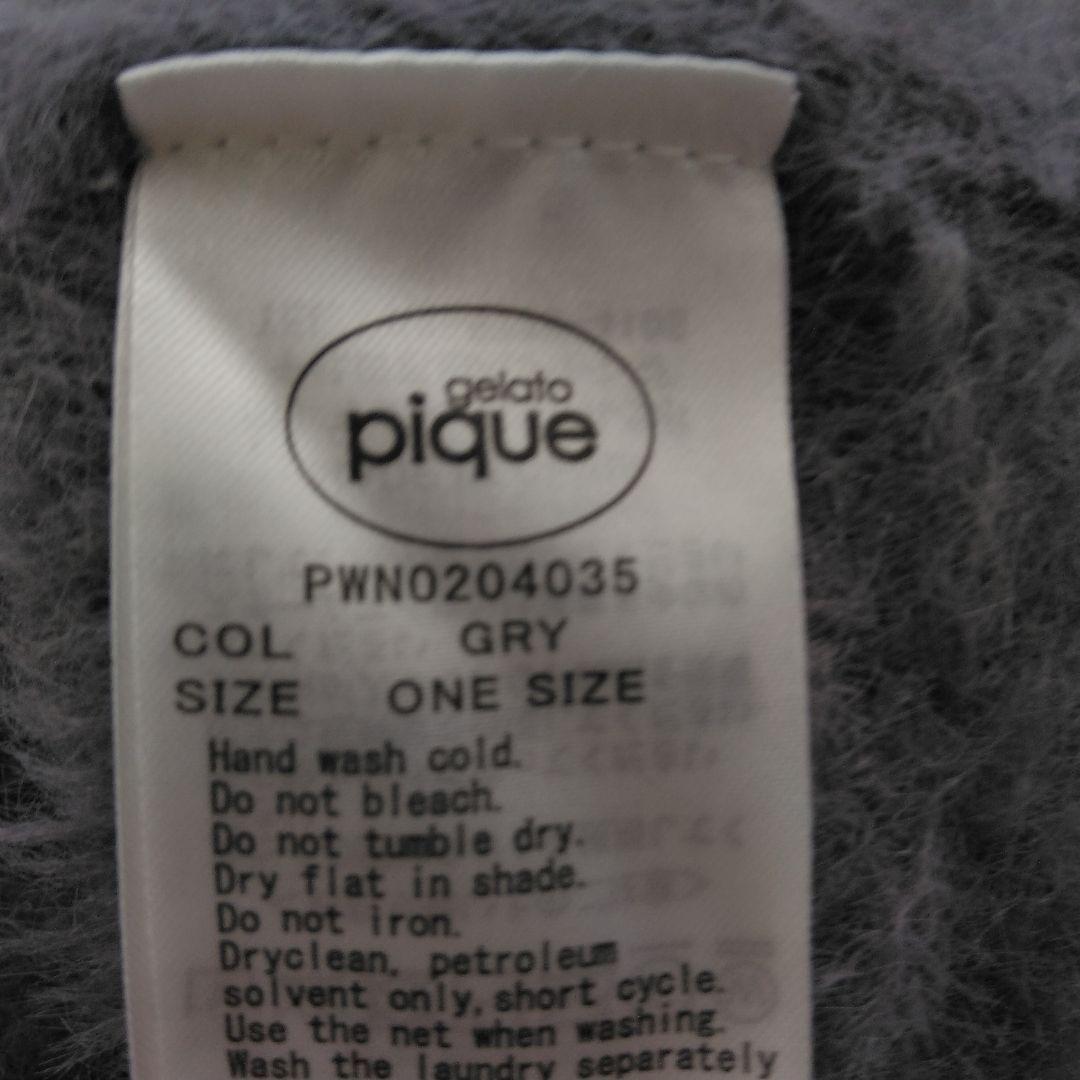 gelato
pique
PWNO204035
COL GRY
SIZE ONE SIZE
Hand wash cold.
Do not bleach.
Do not tumble dry.
Dry flat in shade.
Do not iron.
Dryclean, petroleum
solvent only, short cycle.
Use the net when washing.
Wash the laundry separately